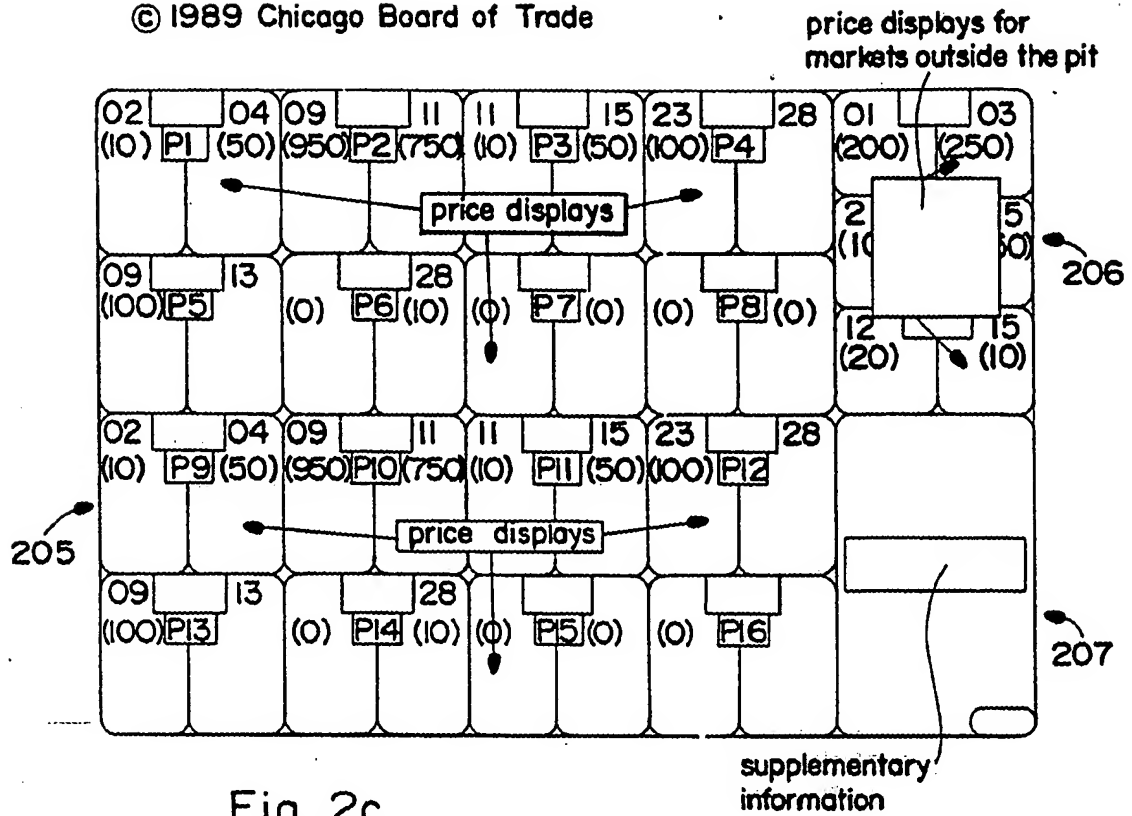 © 1989 Chicago Board of Trade
price displays for
markets outside the pit
02 04 09 11 11 15 23 28 01 03
(10) P1 (50) (950) P2 (750) (10) P3 (50) (100) P4 (200) (250)
price displays
2 5
(10 50)
206
09 13 28
(100) P5 (0) P6 (10) (0) P7 (0) (0) P8 (0)
12 15
(20) (10)
02 04 09 11 11 15 23 28
(10) P9 (50) (950) P10 (750) (10) P11 (50) (100) P12
price displays
205
09 13 28
(100) P13 (0) P14 (10) (0) P15 (0) (0) P16
207
supplementary
information
Fig. 2c